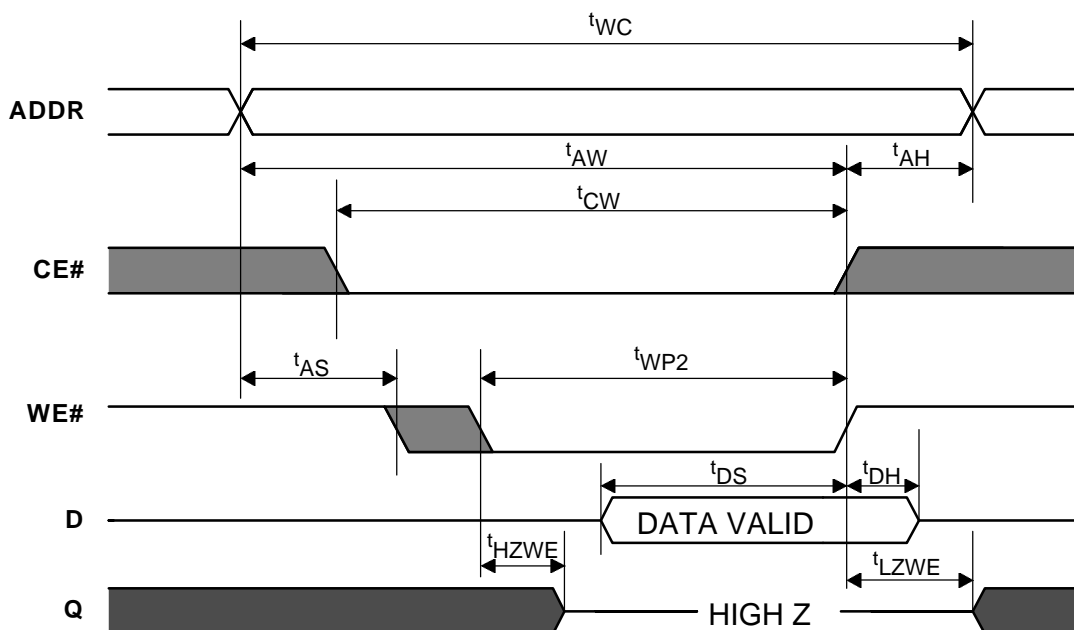 tWC
ADDR
tAW
tAH
tCW
CE#
tAS
tWP2
WE#
tDS
tDH
D
DATA VALID
tHZWE
tLZWE
Q
HIGH Z